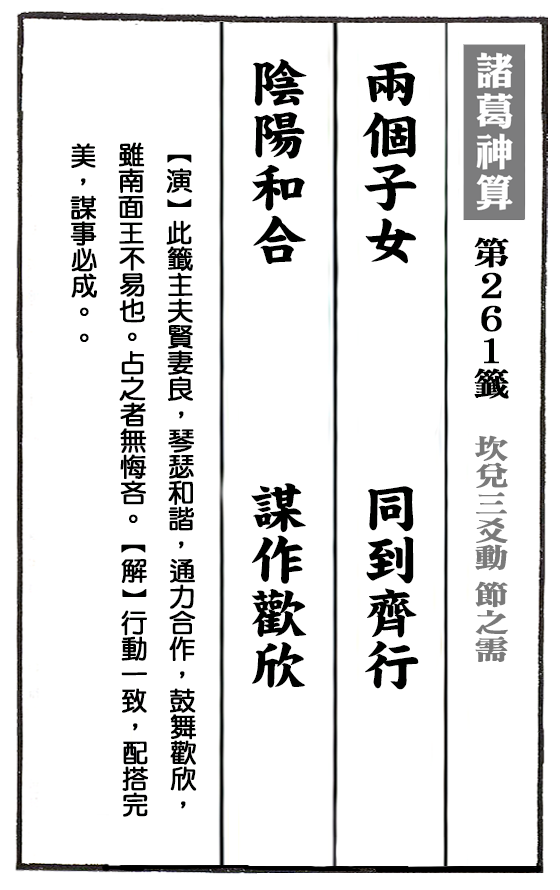 諸葛神算 第261籤 坎兌三爻動 節之需
兩個子女 同到齊行
陰陽和合 謀作歡欣
【演】此籤主夫賢妻良，琴瑟和諧，通力合作，鼓舞歡欣，
雖南面王不易也。占之者無悔吝。【解】行動一致，配搭完
美，謀事必成。。